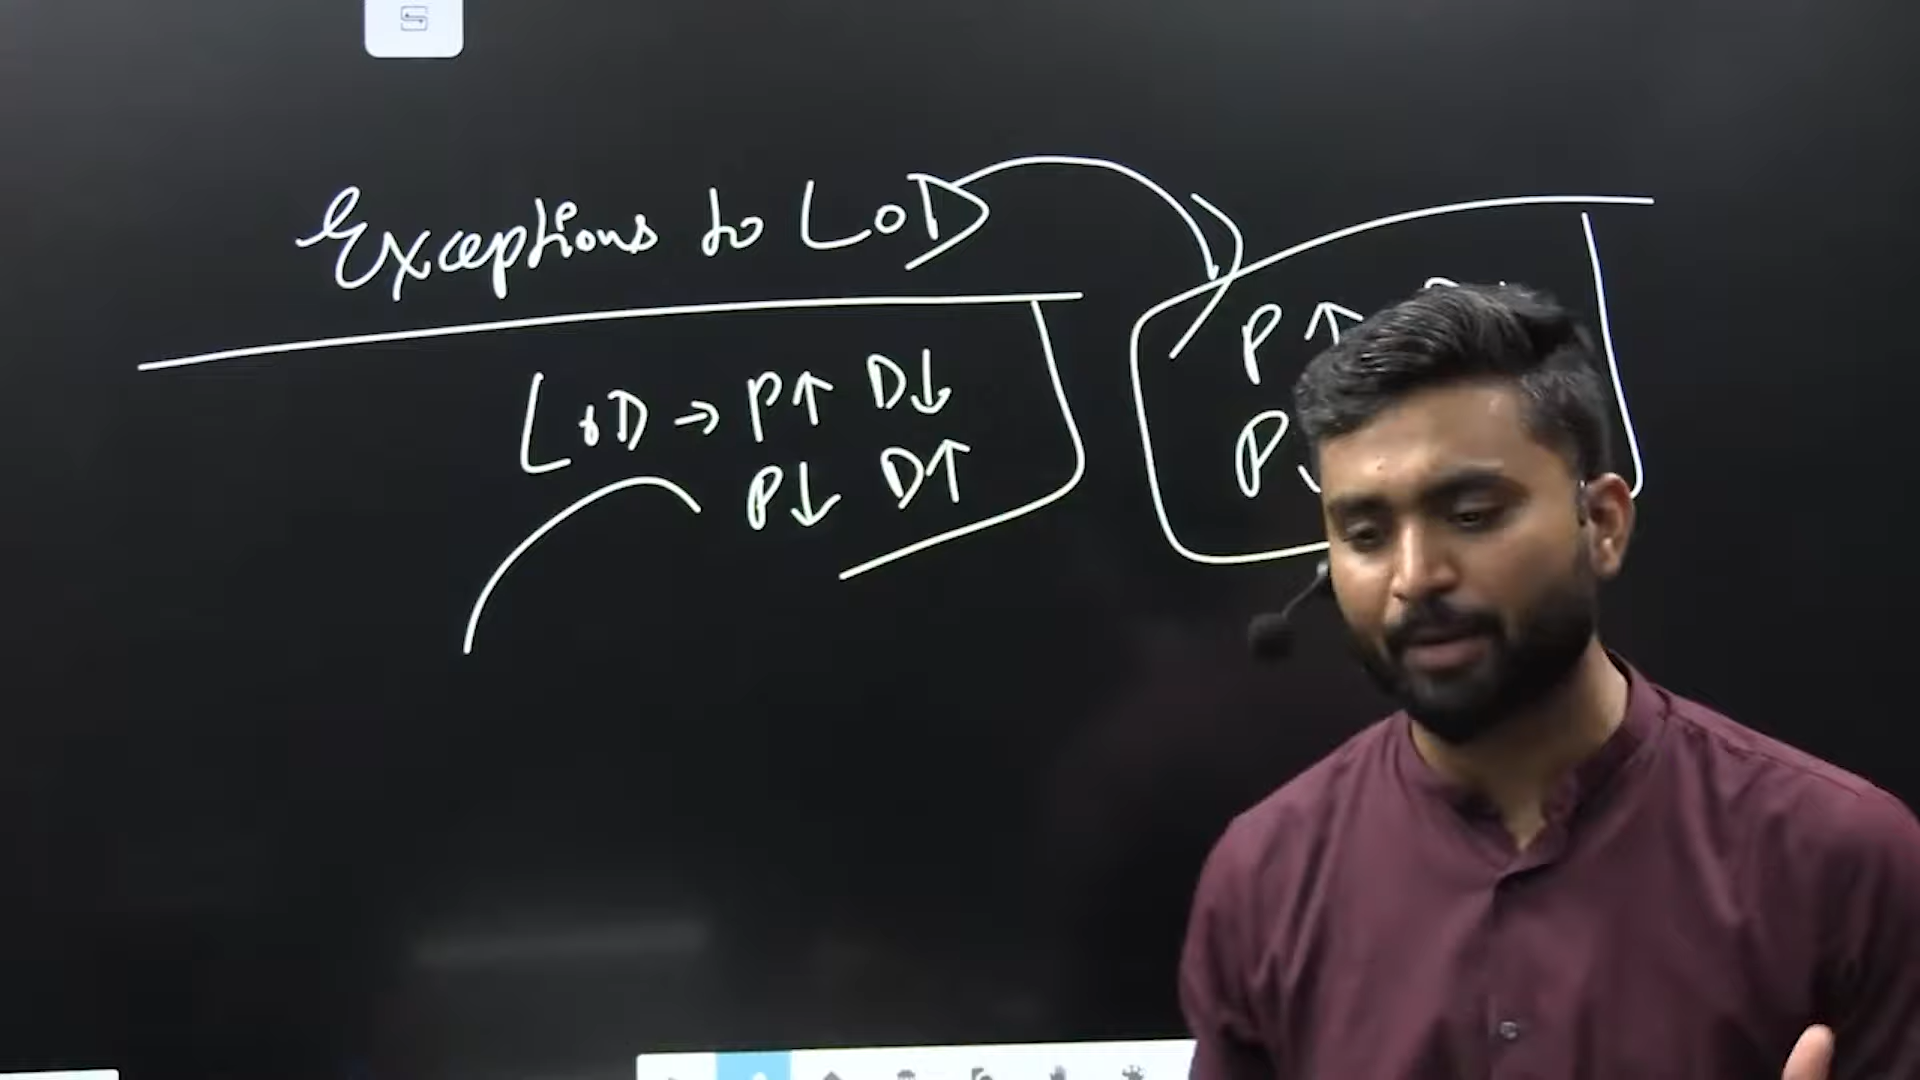 Exceptions to LOD
LOD → P↑ D↓
P↓ D↑
P↑
P↓